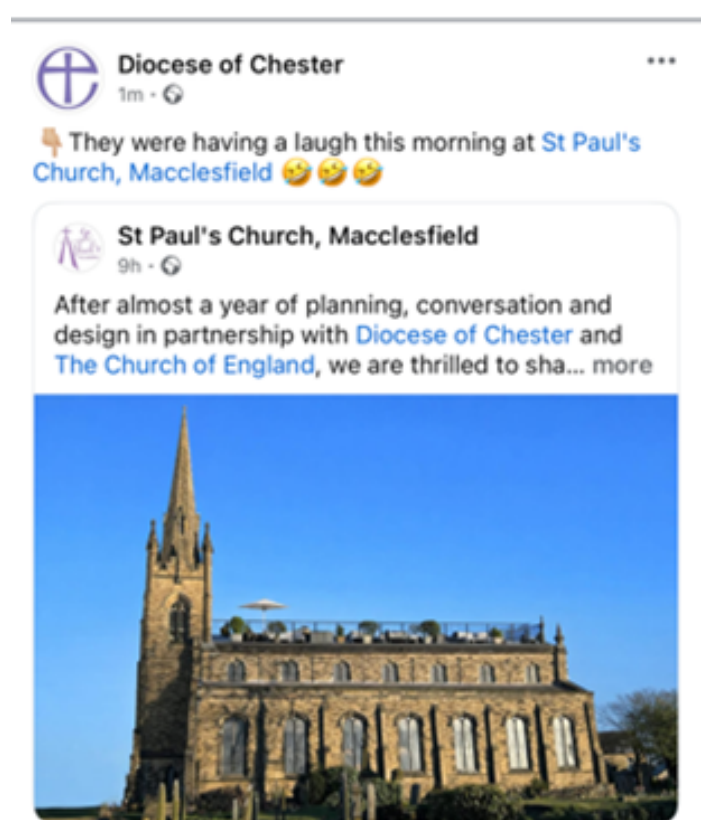 Diocese of Chester
1m ·
👇🏼 They were having a laugh this morning at St Paul's
Church, Macclesfield 🤣🤣🤣
St Paul's Church, Macclesfield
9h ·
After almost a year of planning, conversation and
design in partnership with Diocese of Chester and
The Church of England, we are thrilled to sha... more